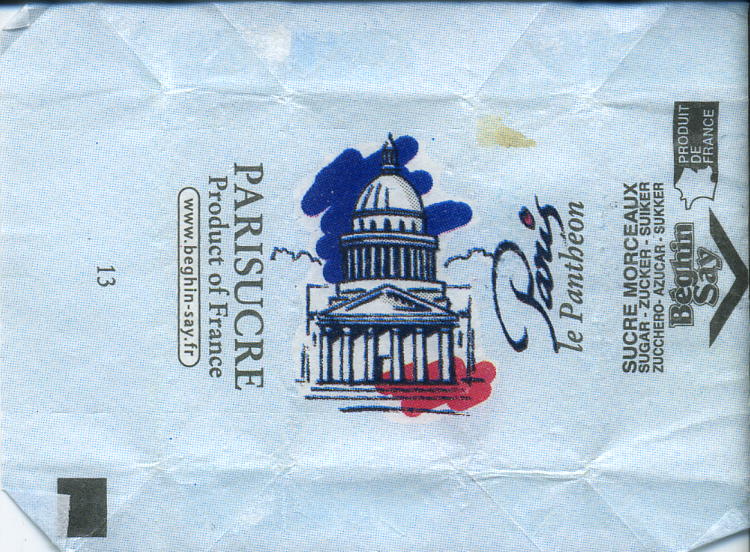 PARISUCRE
Product of France
www.beghin-say.fr
13
Paris
le Panthéon
SUCRE MORCEAUX
SUGAR - ZUCKER - SUIKER
ZUCCHERO - AZUCAR - SUKKER
Béghin
Say
PRODUIT
DE
FRANCE